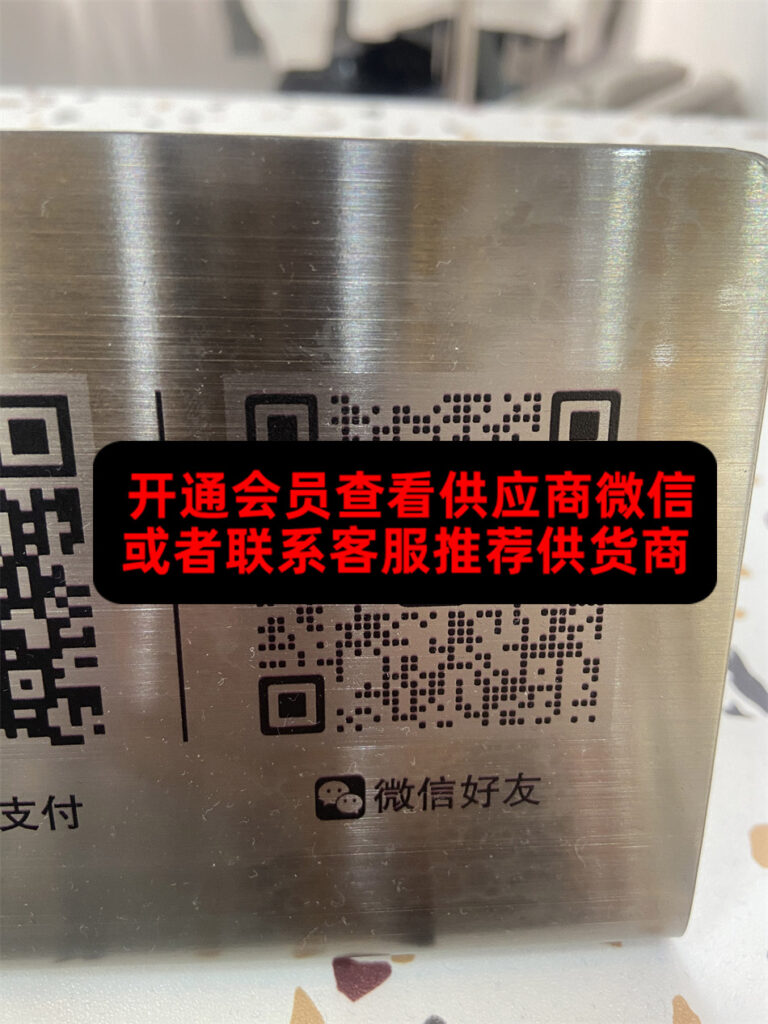 开通会员查看供应商微信
或者联系客服推荐供货商
支付
微信好友